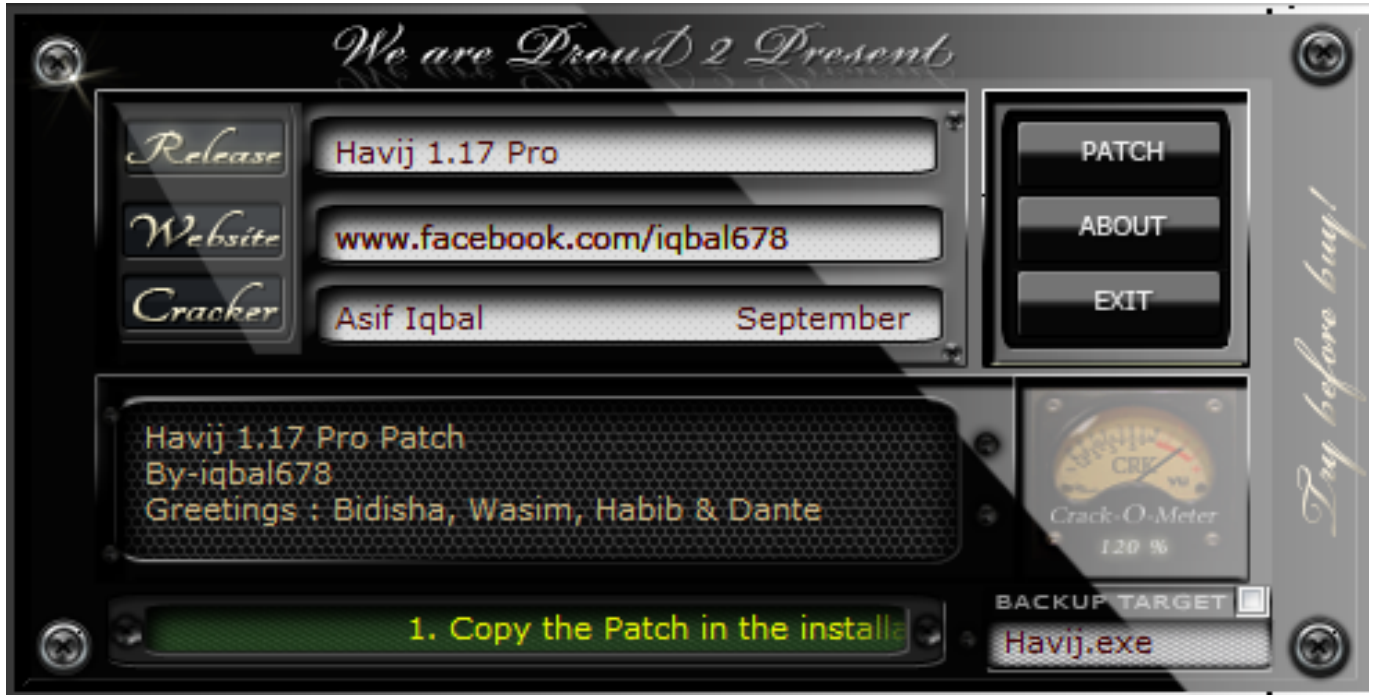 We are Proud 2 Present
Release
Havij 1.17 Pro
PATCH
Website
www.facebook.com/iqbal678
ABOUT
Cracker
Asif Iqbal September
EXIT
Try before buy!
Havij 1.17 Pro Patch
By-iqbal678
Greetings : Bidisha, Wasim, Habib & Dante
CRK
VU
Crack-O-Meter
120 %
1. Copy the Patch in the installa
BACKUP TARGET
Havij.exe